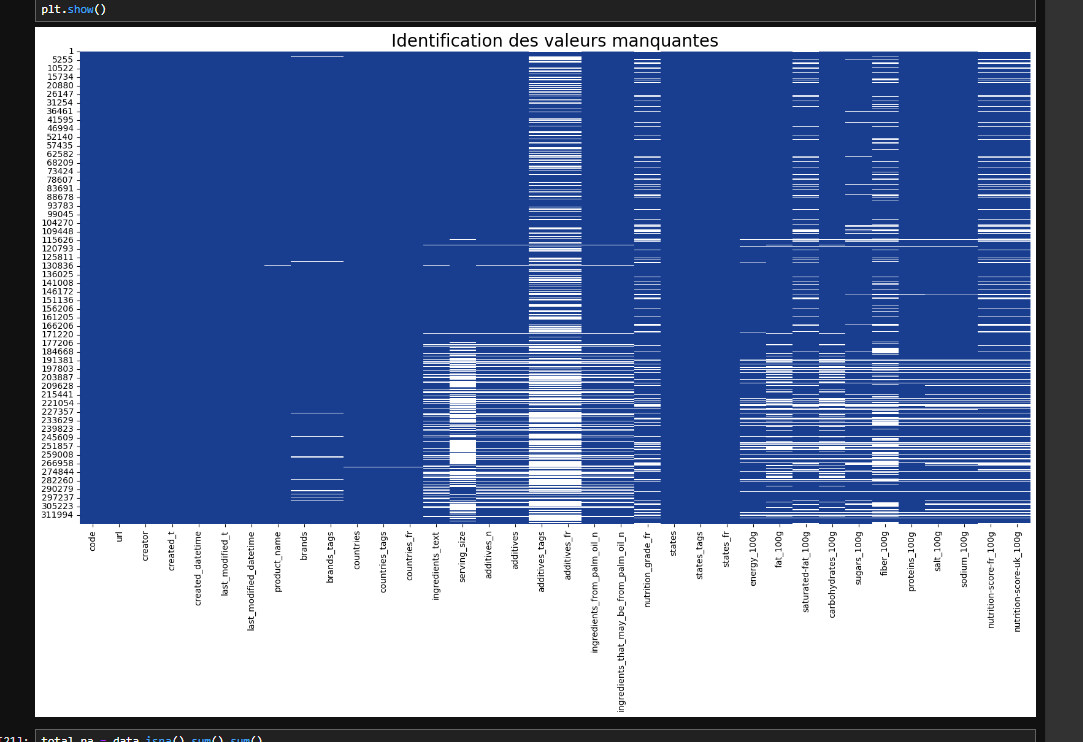 plt.show()
Identification des valeurs manquantes
1
5255
10522
15734
20880
26147
31254
36461
41595
46994
52140
57435
62582
68209
73424
78607
83691
88678
93783
99045
104270
109448
115626
120793
125811
130836
136025
141008
146172
151136
156206
161205
166206
171220
177206
184668
191381
197803
203887
209628
215441
221054
227357
233629
239823
245609
251857
259008
266958
274844
282260
290279
297237
305223
311994
code
url
creator
created_t
created_datetime
last_modified_t
last_modified_datetime
product_name
brands
brands_tags
countries
countries_tags
countries_fr
ingredients_text
serving_size
additives_n
additives
additives_tags
additives_fr
ingredients_from_palm_oil_n
ingredients_that_may_be_from_palm_oil_n
nutrition_grade_fr
states
states_tags
states_fr
energy_100g
fat_100g
saturated-fat_100g
carbohydrates_100g
sugars_100g
fiber_100g
proteins_100g
salt_100g
sodium_100g
nutrition-score-fr_100g
nutrition-score-uk_100g
[21]: total_na = data.isna().sum().sum()